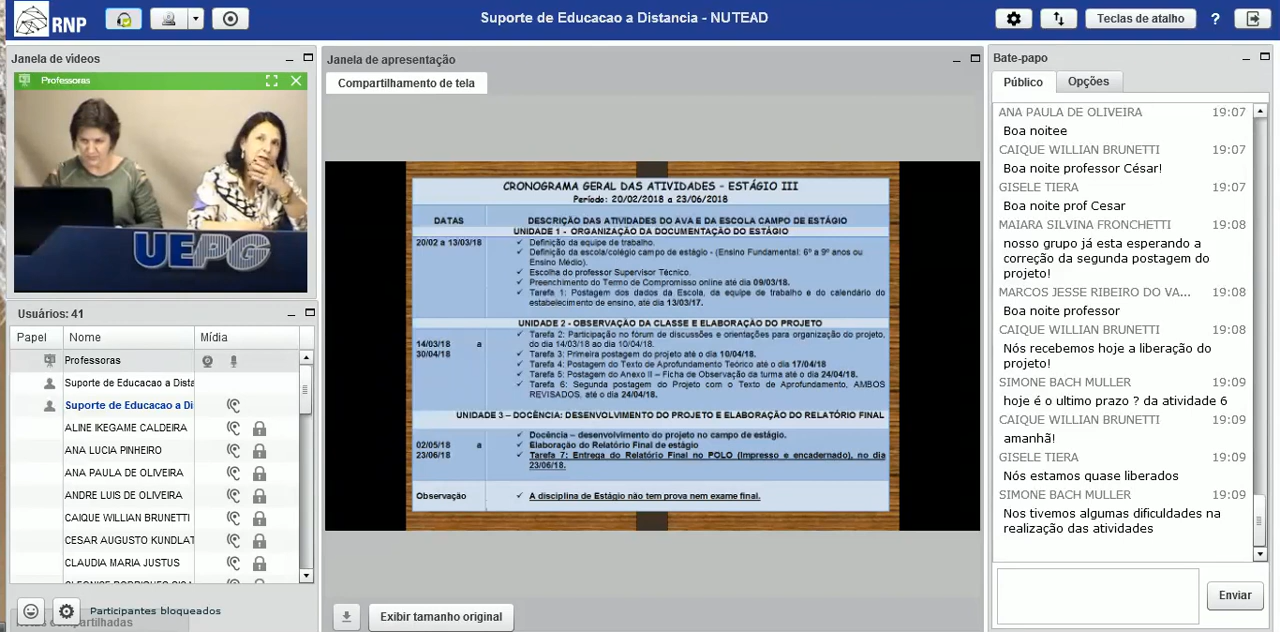 RNP
Suporte de Educacao a Distancia - NUTEAD
Teclas de atalho
?
Janela de vídeos
Professoras
UEPG
Usuários: 41
Papel Nome Mídia
Professoras
Suporte de Educacao a Dista
Suporte de Educacao a Di
ALINE IKEGAME CALDEIRA
ANA LUCIA PINHEIRO
ANA PAULA DE OLIVEIRA
ANDRE LUIS DE OLIVEIRA
CAIQUE WILLIAN BRUNETTI
CESAR AUGUSTO KUNDLAT
CLAUDIA MARIA JUSTUS
Participantes bloqueados
Janela de apresentação
Compartilhamento de tela
CRONOGRAMA GERAL DAS ATIVIDADES - ESTÁGIO III
Período: 20/02/2018 a 23/06/2018
DATAS DESCRIÇÃO DAS ATIVIDADES DO AVA E DA ESCOLA CAMPO DE ESTÁGIO
UNIDADE 1 - ORGANIZAÇÃO DA DOCUMENTAÇÃO DO ESTÁGIO
20/02 a 13/03/18
✓ Definição da equipe de trabalho.
✓ Definição da escola/colégio campo de estágio - (Ensino Fundamental: 6º a 9º anos ou
Ensino Médio).
✓ Escolha do professor Supervisor Técnico.
✓ Preenchimento do Termo de Compromisso online até dia 09/03/18.
✓ Tarefa 1: Postagem dos dados da Escola, da equipe de trabalho e do calendário do
estabelecimento de ensino, até dia 13/03/17.
UNIDADE 2 - OBSERVAÇÃO DA CLASSE E ELABORAÇÃO DO PROJETO
14/03/18 a
30/04/18
✓ Tarefa 2: Participação no fórum de discussões e orientações para organização do projeto,
do dia 14/03/18 ao dia 10/04/18.
✓ Tarefa 3: Primeira postagem do projeto até o dia 10/04/18.
✓ Tarefa 4: Postagem do Texto de Aprofundamento Teórico até o dia 17/04/18
✓ Tarefa 5: Postagem do Anexo II – Ficha de Observação da turma até o dia 24/04/18.
✓ Tarefa 6: Segunda postagem do Projeto com o Texto de Aprofundamento, AMBOS
REVISADOS, até o dia 24/04/18.
UNIDADE 3 – DOCÊNCIA: DESENVOLVIMENTO DO PROJETO E ELABORAÇÃO DO RELATÓRIO FINAL
02/05/18 a
23/06/18
✓ Docência – desenvolvimento do projeto no campo de estágio.
✓ Elaboração do Relatório Final de estágio
✓ Tarefa 7: Entrega do Relatório Final no POLO (Impresso e encadernado), no dia
23/06/18.
Observação ✓ A disciplina de Estágio não tem prova nem exame final.
Exibir tamanho original
Bate-papo
Público Opções
ANA PAULA DE OLIVEIRA 19:07
Boa noitee
CAIQUE WILLIAN BRUNETTI 19:07
Boa noite professor César!
GISELE TIERA 19:07
Boa noite prof Cesar
MAIARA SILVINA FRONCHETTI 19:08
nosso grupo já esta esperando a
correção da segunda postagem do
projeto!
MARCOS JESSE RIBEIRO DO VA... 19:08
Boa noite professor
CAIQUE WILLIAN BRUNETTI 19:08
Nós recebemos hoje a liberação do
projeto!
SIMONE BACH MULLER 19:09
hoje é o ultimo prazo ? da atividade 6
CAIQUE WILLIAN BRUNETTI 19:09
amanhã!
GISELE TIERA 19:09
Nós estamos quase liberados
SIMONE BACH MULLER 19:09
Nos tivemos algumas dificuldades na
realização das atividades
Enviar